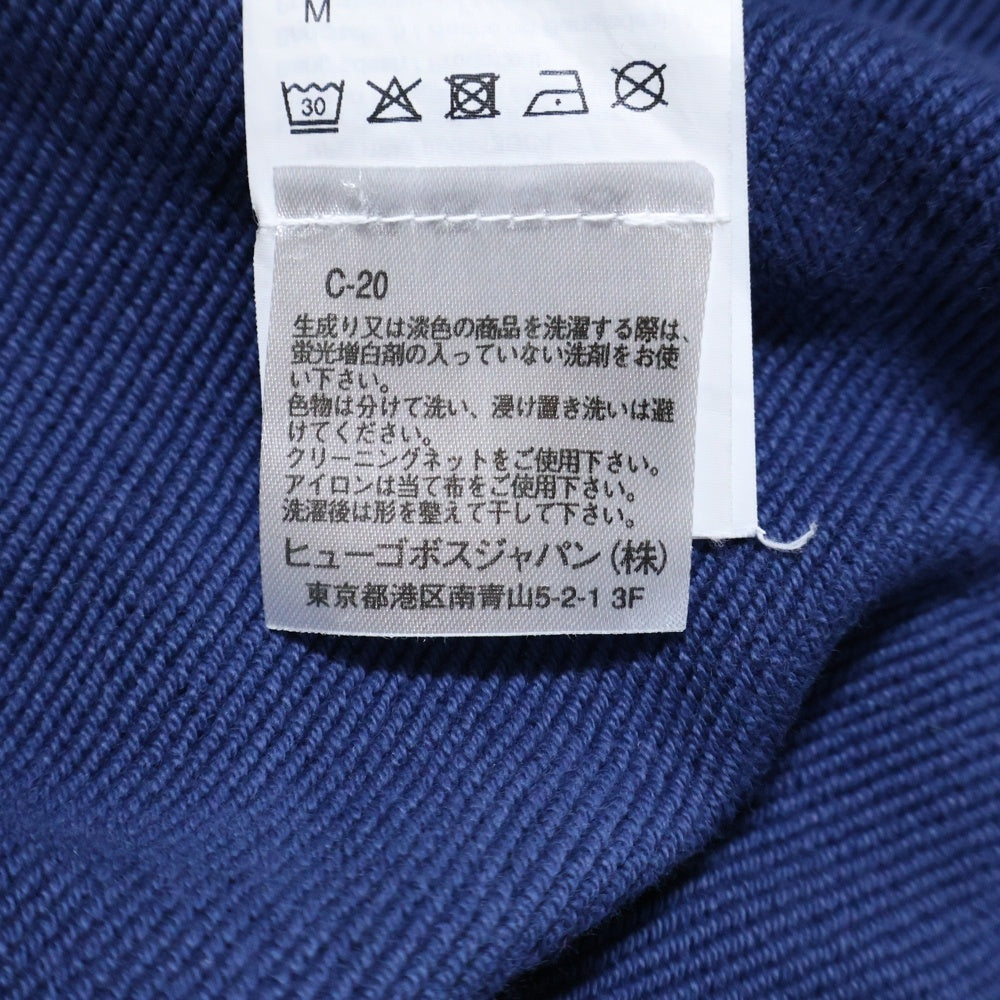 M
30
C-20
生成り又は淡色の商品を洗濯する際は、
蛍光増白剤の入っていない洗剤をお使
い下さい。
色物は分けて洗い、浸け置き洗いは避
けてください。
クリーニングネットをご使用下さい。
アイロンは当て布をご使用下さい。
洗濯後は形を整えて干して下さい。
ヒューゴボスジャパン(株)
東京都港区南青山5-2-1 3F